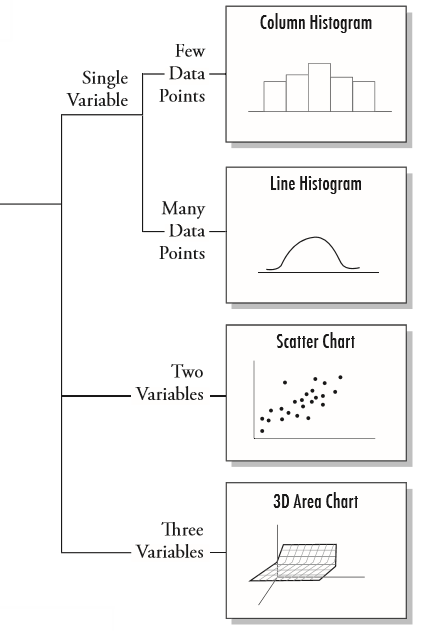 Column Histogram
Few
Data
Points
Single
Variable
Line Histogram
Many
Data
Points
Scatter Chart
Two
Variables
3D Area Chart
Three
Variables